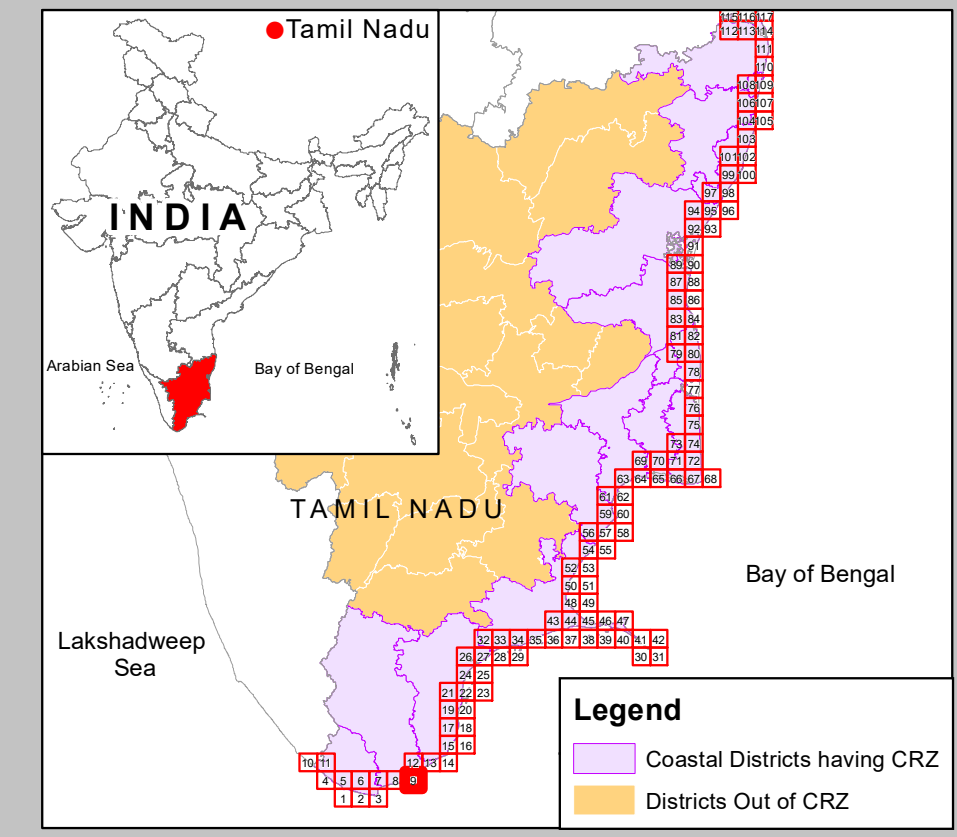 Tamil Nadu
INDIA
Arabian Sea
Bay of Bengal
115 116 117
112 113 114
111
110
108 109
106 107
104 105
103
101 102
99 100
97 98
94 95 96
92 93
91
89 90
87 88
85 86
83 84
81 82
79 80
78
77
76
75
73 74
69 70 71 72
63 64 65 66 67 68
61 62
TAMIL NADU
59 60
56 57 58
54 55
52 53
Bay of Bengal
50 51
48 49
43 44 45 46 47
Lakshadweep
Sea
32 33 34 35 36 37 38 39 40 41 42
26 27 28 29 30 31
24 25
21 22 23
19 20
17 18
15 16
10 11 12 13 14
4 5 6 7 8 9
1 2 3
Legend
Coastal Districts having CRZ
Districts Out of CRZ